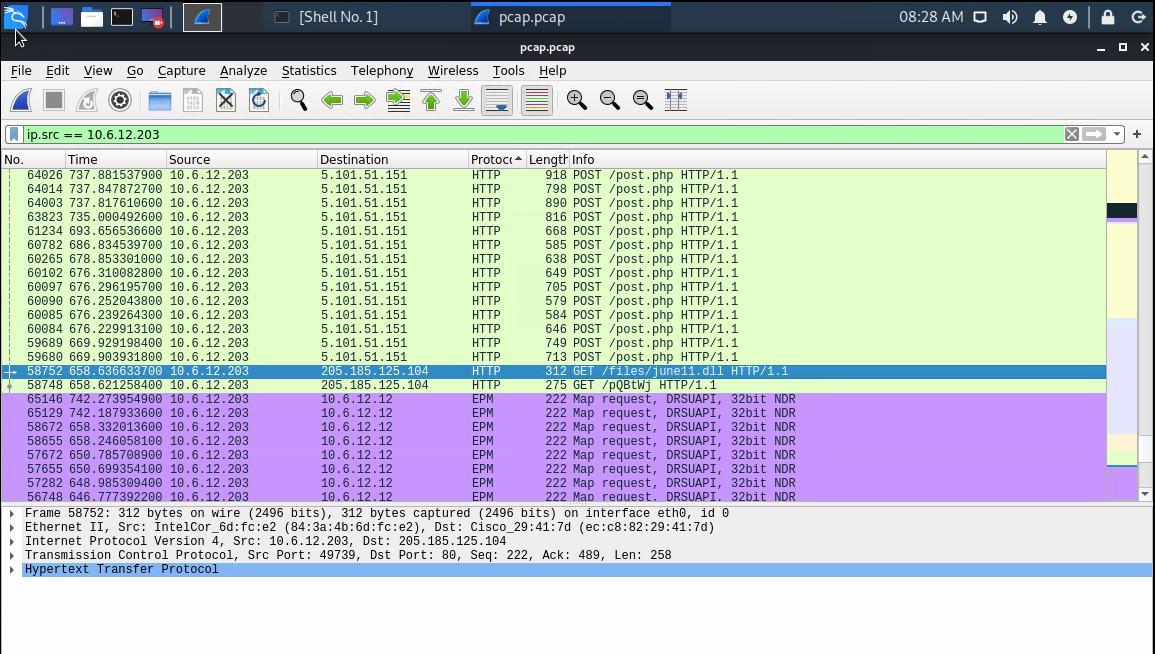 [Shell No. 1] pcap.pcap 08:28 AM
pcap.pcap
File Edit View Go Capture Analyze Statistics Telephony Wireless Tools Help
ip.src == 10.6.12.203
No. Time Source Destination Protoc Length Info
64026 737.881537900 10.6.12.203 5.101.51.151 HTTP 918 POST /post.php HTTP/1.1
64014 737.847872700 10.6.12.203 5.101.51.151 HTTP 798 POST /post.php HTTP/1.1
64003 737.817610600 10.6.12.203 5.101.51.151 HTTP 890 POST /post.php HTTP/1.1
63823 735.000492600 10.6.12.203 5.101.51.151 HTTP 816 POST /post.php HTTP/1.1
61234 693.656536600 10.6.12.203 5.101.51.151 HTTP 668 POST /post.php HTTP/1.1
60782 686.834539700 10.6.12.203 5.101.51.151 HTTP 585 POST /post.php HTTP/1.1
60265 678.853301000 10.6.12.203 5.101.51.151 HTTP 638 POST /post.php HTTP/1.1
60102 676.310082800 10.6.12.203 5.101.51.151 HTTP 649 POST /post.php HTTP/1.1
60097 676.296195700 10.6.12.203 5.101.51.151 HTTP 705 POST /post.php HTTP/1.1
60090 676.252043800 10.6.12.203 5.101.51.151 HTTP 579 POST /post.php HTTP/1.1
60085 676.239264300 10.6.12.203 5.101.51.151 HTTP 584 POST /post.php HTTP/1.1
60084 676.229913100 10.6.12.203 5.101.51.151 HTTP 646 POST /post.php HTTP/1.1
59689 669.929198400 10.6.12.203 5.101.51.151 HTTP 749 POST /post.php HTTP/1.1
59680 669.903931800 10.6.12.203 5.101.51.151 HTTP 713 POST /post.php HTTP/1.1
58752 658.636633700 10.6.12.203 205.185.125.104 HTTP 312 GET /files/june11.dll HTTP/1.1
58748 658.621258400 10.6.12.203 205.185.125.104 HTTP 275 GET /pQBtWj HTTP/1.1
65146 742.273954900 10.6.12.203 10.6.12.12 EPM 222 Map request, DRSUAPI, 32bit NDR
65129 742.187933600 10.6.12.203 10.6.12.12 EPM 222 Map request, DRSUAPI, 32bit NDR
58672 658.332013600 10.6.12.203 10.6.12.12 EPM 222 Map request, DRSUAPI, 32bit NDR
58655 658.246058100 10.6.12.203 10.6.12.12 EPM 222 Map request, DRSUAPI, 32bit NDR
57672 650.785708900 10.6.12.203 10.6.12.12 EPM 222 Map request, DRSUAPI, 32bit NDR
57655 650.699354100 10.6.12.203 10.6.12.12 EPM 222 Map request, DRSUAPI, 32bit NDR
57282 648.985309400 10.6.12.203 10.6.12.12 EPM 222 Map request, DRSUAPI, 32bit NDR
56748 646.777392200 10.6.12.203 10.6.12.12 EPM 222 Map request, DRSUAPI, 32bit NDR
Frame 58752: 312 bytes on wire (2496 bits), 312 bytes captured (2496 bits) on interface eth0, id 0
Ethernet II, Src: IntelCor_6d:fc:e2 (84:3a:4b:6d:fc:e2), Dst: Cisco_29:41:7d (ec:c8:82:29:41:7d)
Internet Protocol Version 4, Src: 10.6.12.203, Dst: 205.185.125.104
Transmission Control Protocol, Src Port: 49739, Dst Port: 80, Seq: 222, Ack: 489, Len: 258
Hypertext Transfer Protocol